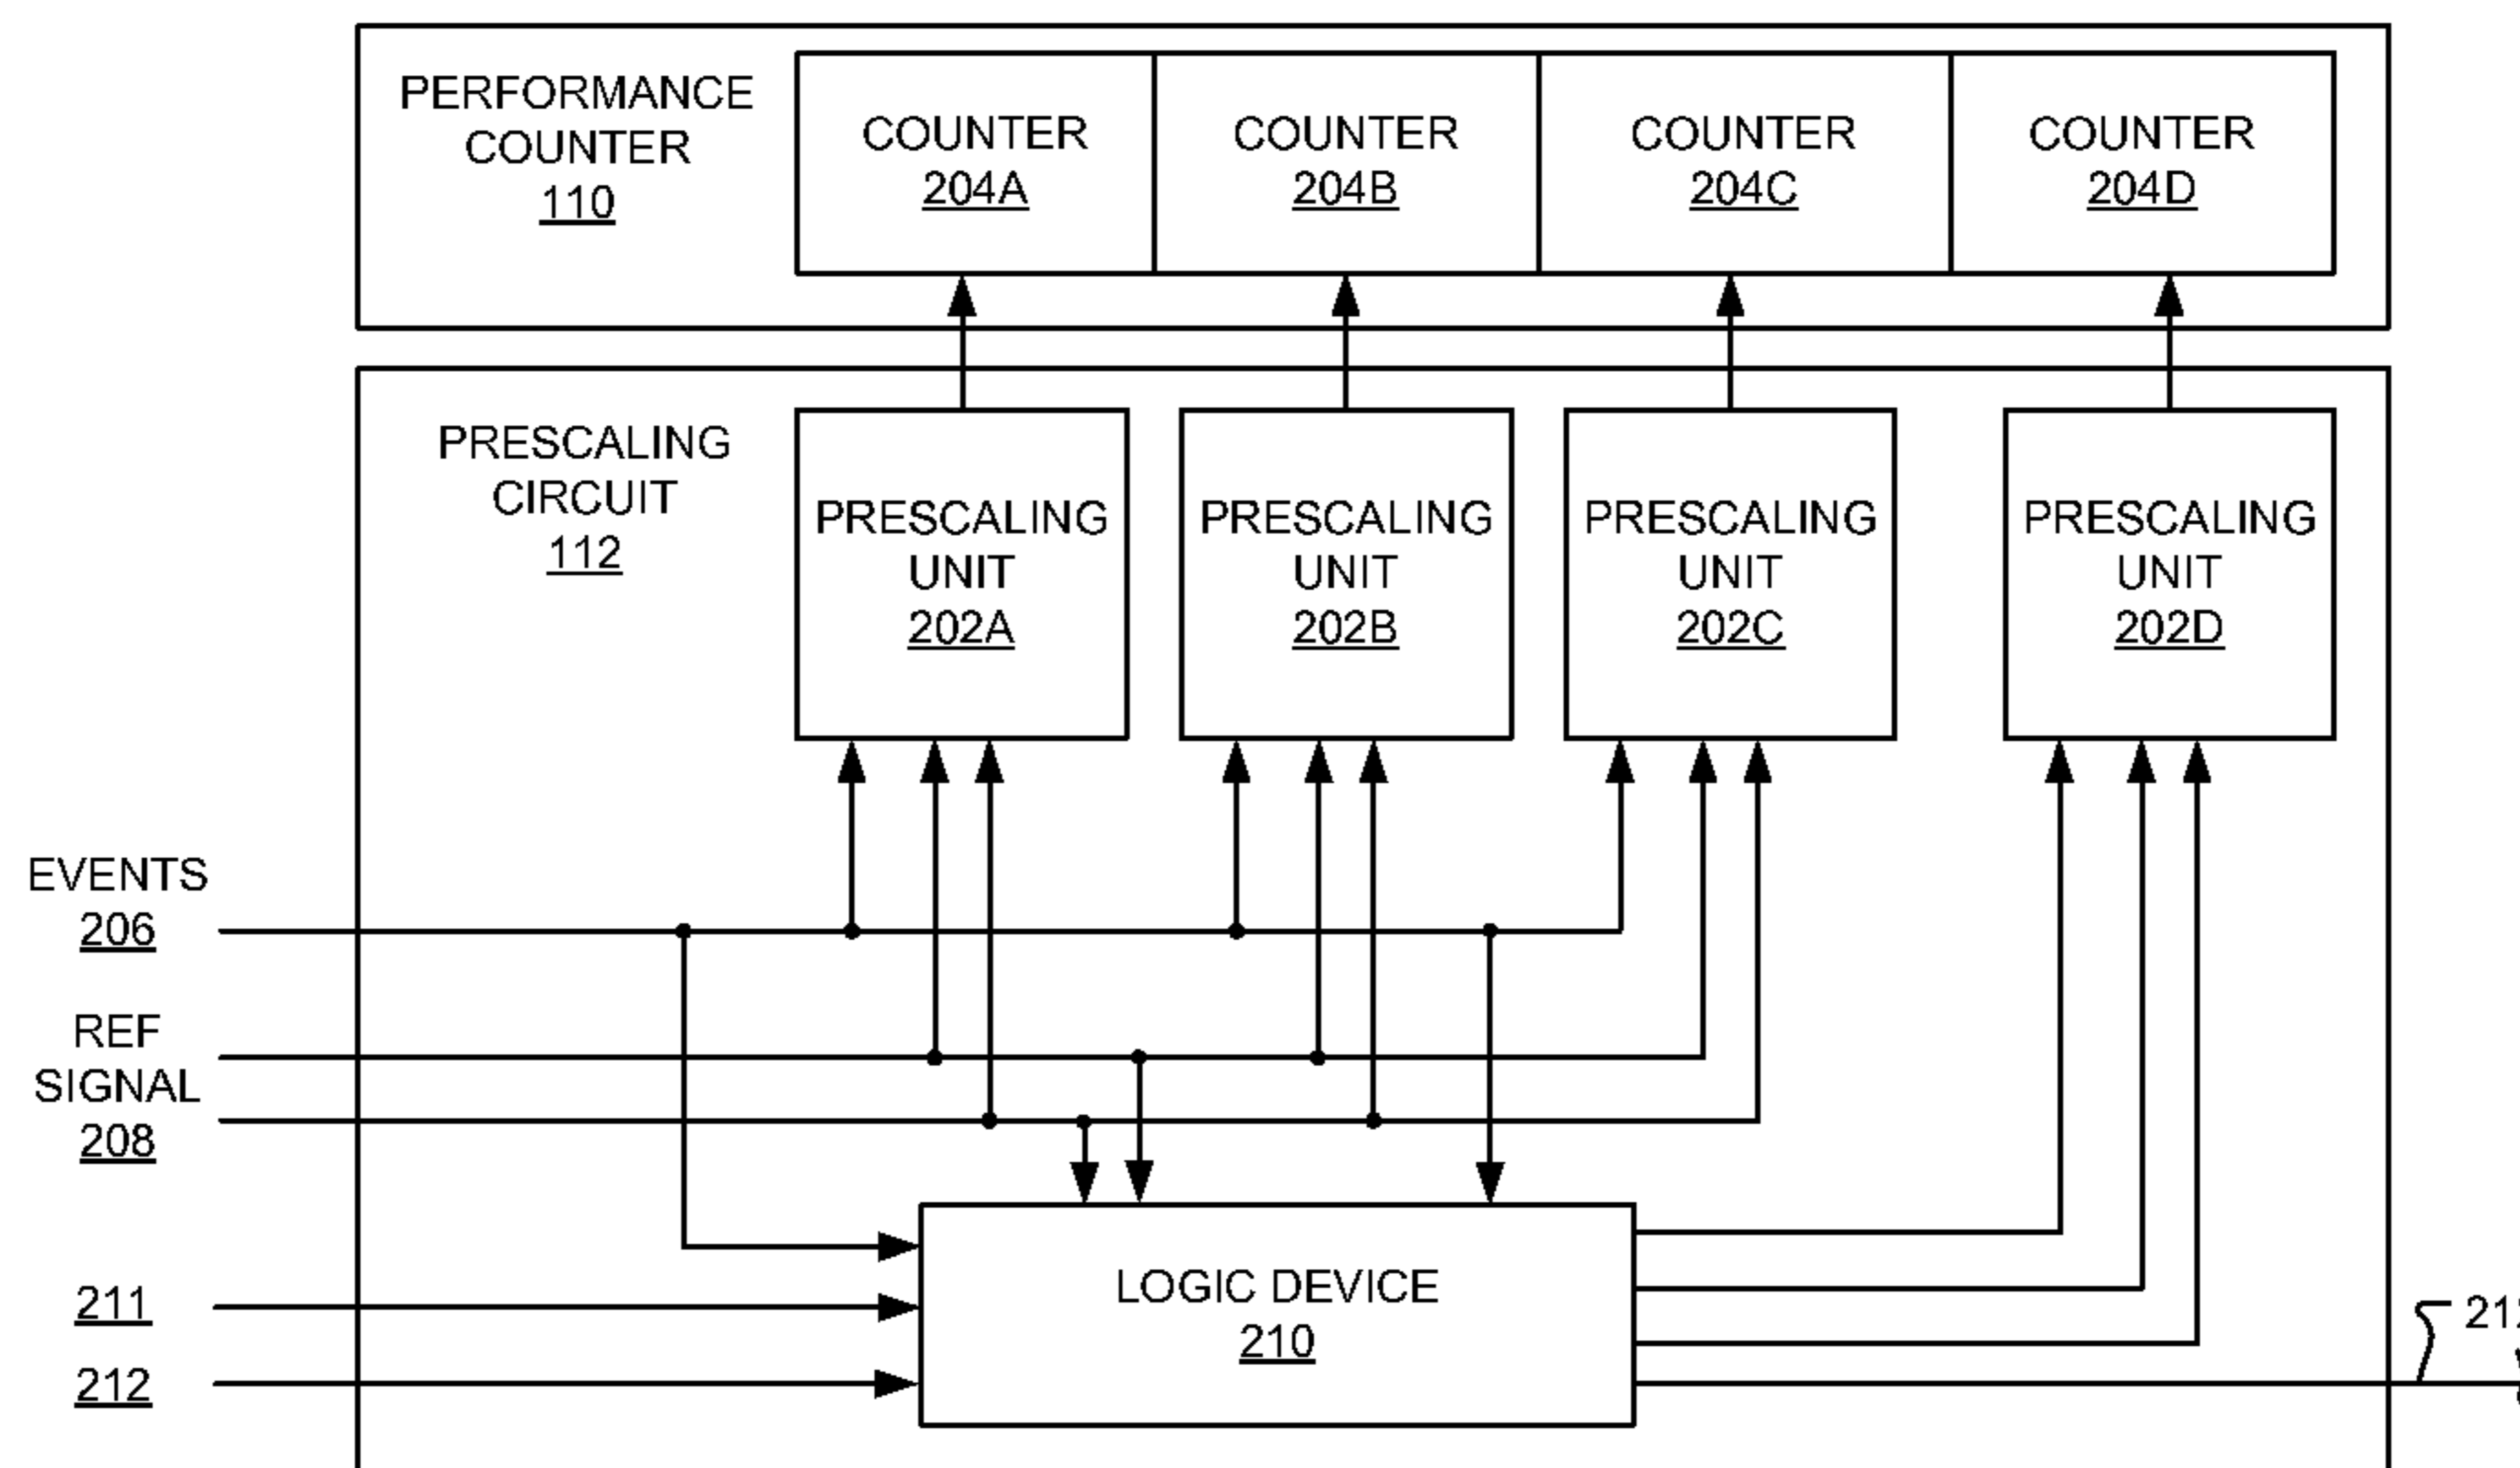 PERFORMANCE
COUNTER
110
COUNTER
204A
COUNTER
204B
COUNTER
204C
COUNTER
204D
PRESCALING
CIRCUIT
112
PRESCALING
UNIT
202A
PRESCALING
UNIT
202B
PRESCALING
UNIT
202C
PRESCALING
UNIT
202D
EVENTS
206
REF
SIGNAL
208
211
212
LOGIC DEVICE
210